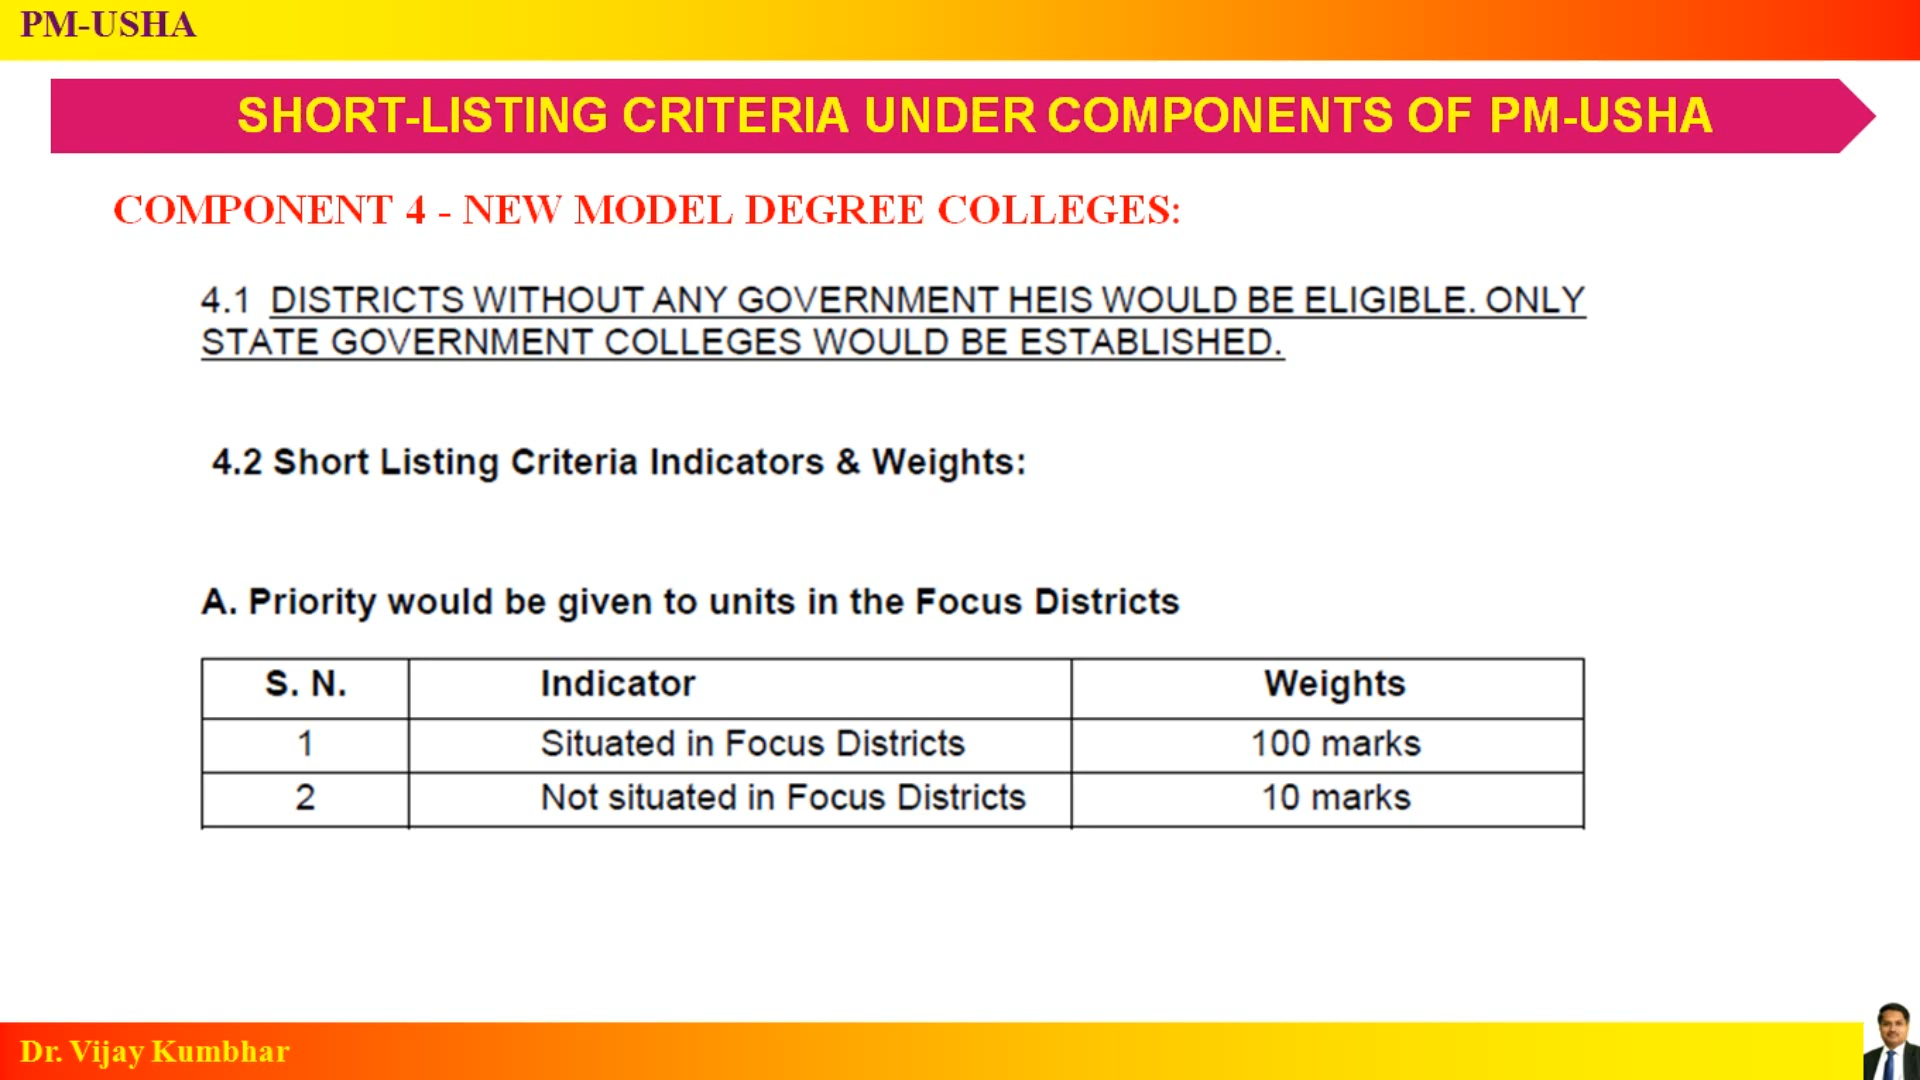 PM-USHA
SHORT-LISTING CRITERIA UNDER COMPONENTS OF PM-USHA
COMPONENT 4 - NEW MODEL DEGREE COLLEGES:
4.1 DISTRICTS WITHOUT ANY GOVERNMENT HEIS WOULD BE ELIGIBLE. ONLY
STATE GOVERNMENT COLLEGES WOULD BE ESTABLISHED.
4.2 Short Listing Criteria Indicators & Weights:
A. Priority would be given to units in the Focus Districts
S. N. Indicator Weights
1 Situated in Focus Districts 100 marks
2 Not situated in Focus Districts 10 marks
Dr. Vijay Kumbhar